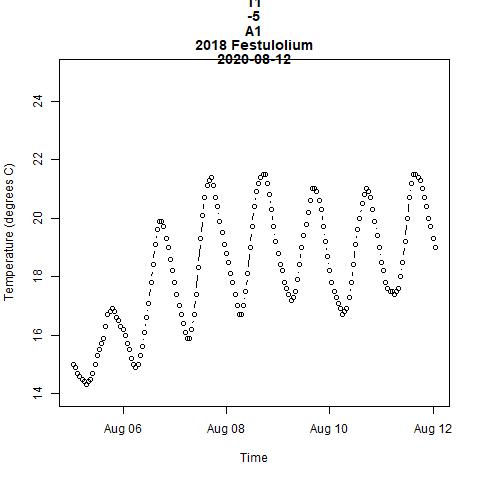 T1
-5
A1
2018 Festulolium
2020-08-12
24
22
20
18
16
14
Temperature (degrees C)
Aug 06
Aug 08
Aug 10
Aug 12
Time